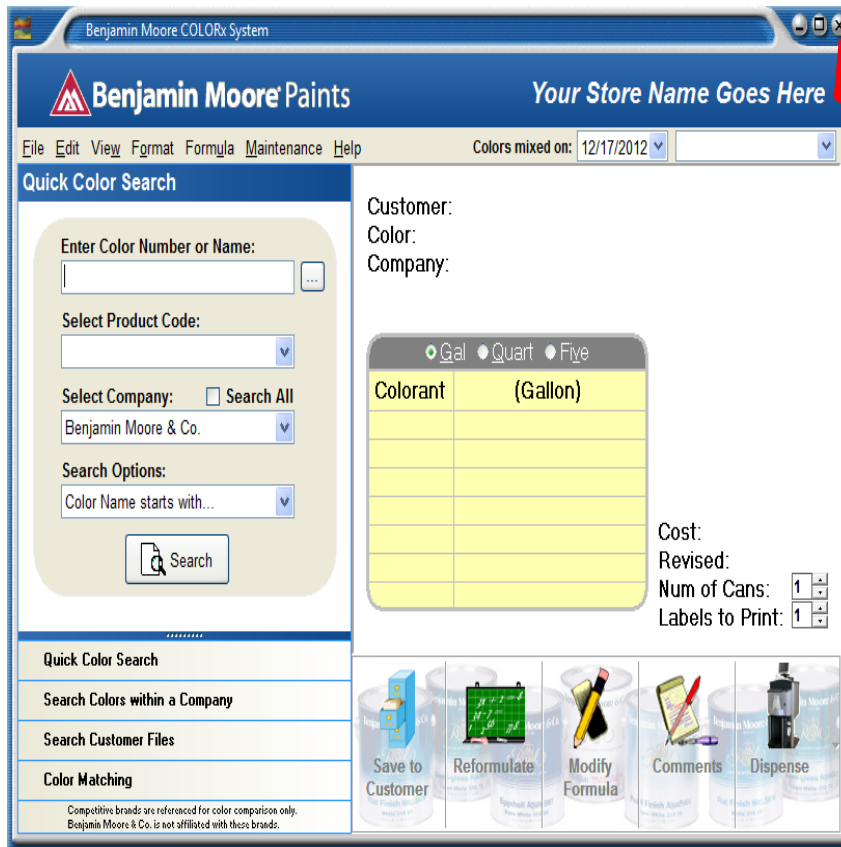 Benjamin Moore COLORx System
Benjamin Moore Paints
Your Store Name Goes Here
File Edit View Format Formula Maintenance Help
Colors mixed on: 12/17/2012
Quick Color Search
Enter Color Number or Name:
...
Select Product Code:
Select Company: Search All
Benjamin Moore & Co.
Search Options:
Color Name starts with...
Search
Customer:
Color:
Company:
Gal Quart Five
Colorant (Gallon)
Cost:
Revised:
Num of Cans: 1
Labels to Print: 1
Quick Color Search
Search Colors within a Company
Search Customer Files
Color Matching
Competitive brands are referenced for color comparison only.
Benjamin Moore & Co. is not affiliated with these brands.
Save to
Customer
Reformulate
Modify
Formula
Comments
Dispense